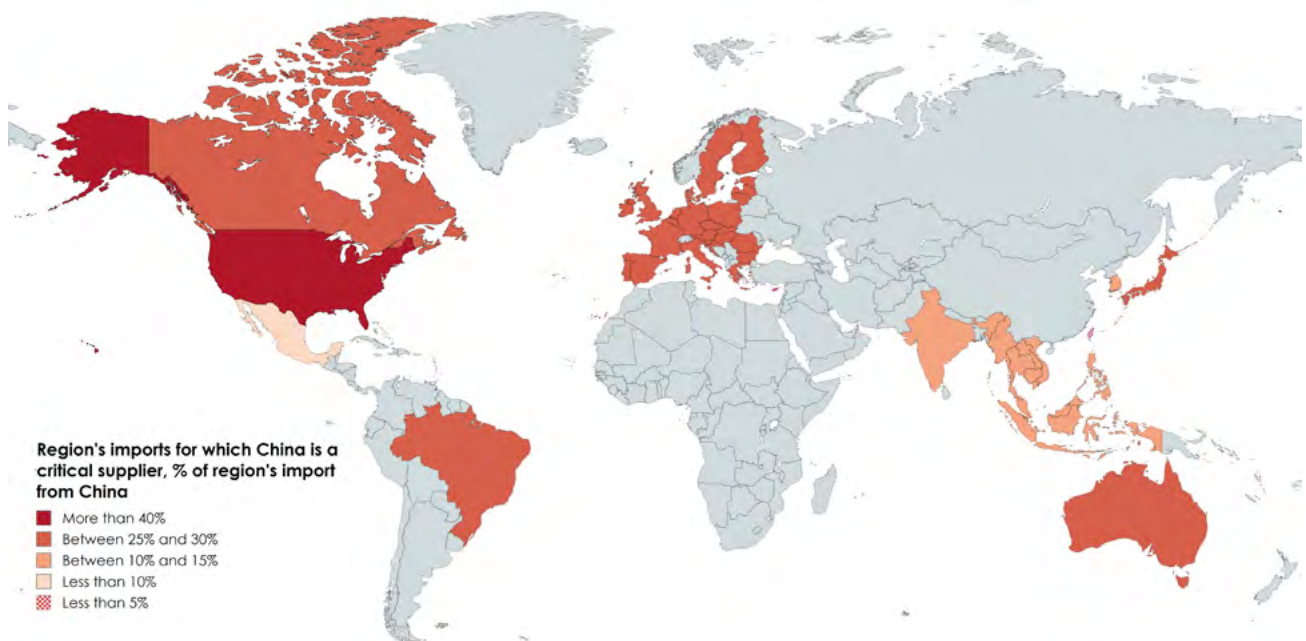 Region's imports for which China is a
critical supplier, % of region's import
from China
More than 40%
Between 25% and 30%
Between 10% and 15%
Less than 10%
Less than 5%